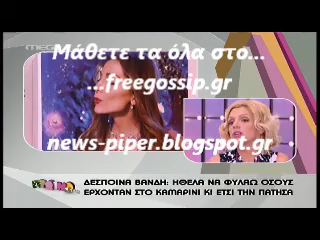 MEGA
Μάθετε τα όλα στο...
...freegossip.gr
news-piper.blogspot.gr
ΔΕΣΠΟΙΝΑ ΒΑΝΔΗ: ΗΘΕΛΑ ΝΑ ΦΥΛΑΩ ΟΣΟΥΣ
ΕΡΧΟΝΤΑΝ ΣΤΟ ΚΑΜΑΡΙΝΙ ΚΙ ΕΤΣΙ ΤΗΝ ΠΑΤΗΣΑ